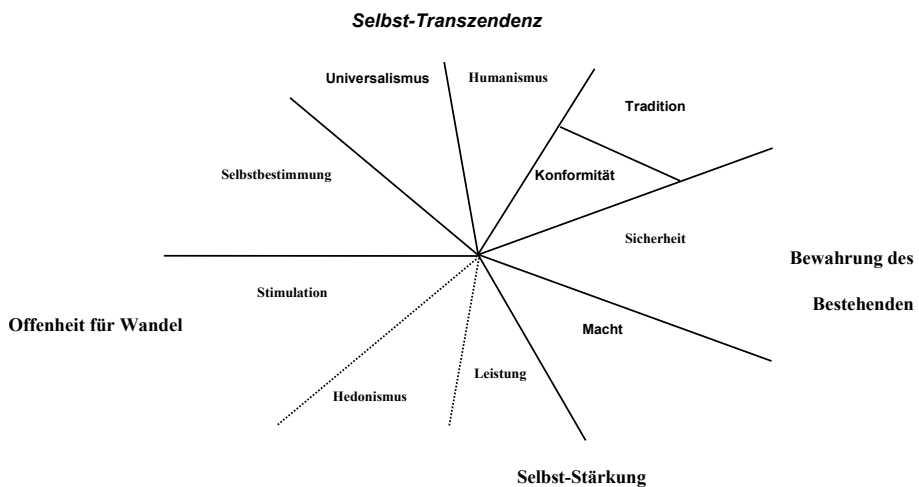 Selbst-Transzendenz
Universalismus
Humanismus
Tradition
Selbstbestimmung
Konformität
Sicherheit
Bewahrung des
Bestehenden
Stimulation
Offenheit für Wandel
Macht
Leistung
Hedonismus
Selbst-Stärkung